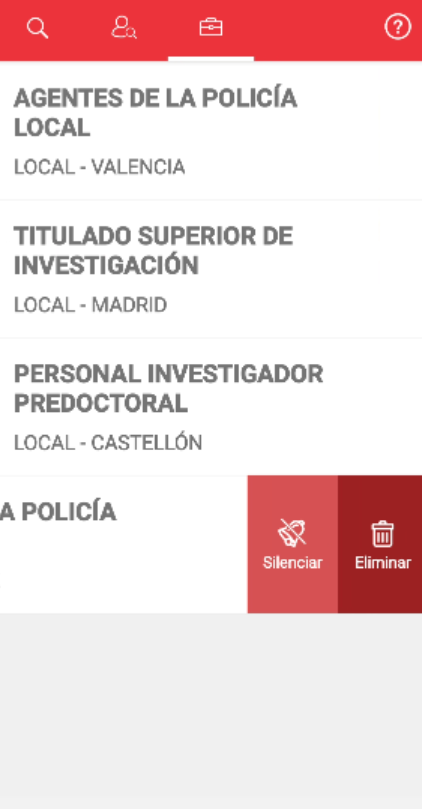 AGENTES DE LA POLICÍA
LOCAL
LOCAL - VALENCIA
TITULADO SUPERIOR DE
INVESTIGACIÓN
LOCAL - MADRID
PERSONAL INVESTIGADOR
PREDOCTORAL
LOCAL - CASTELLÓN
A POLICÍA
Silenciar
Eliminar